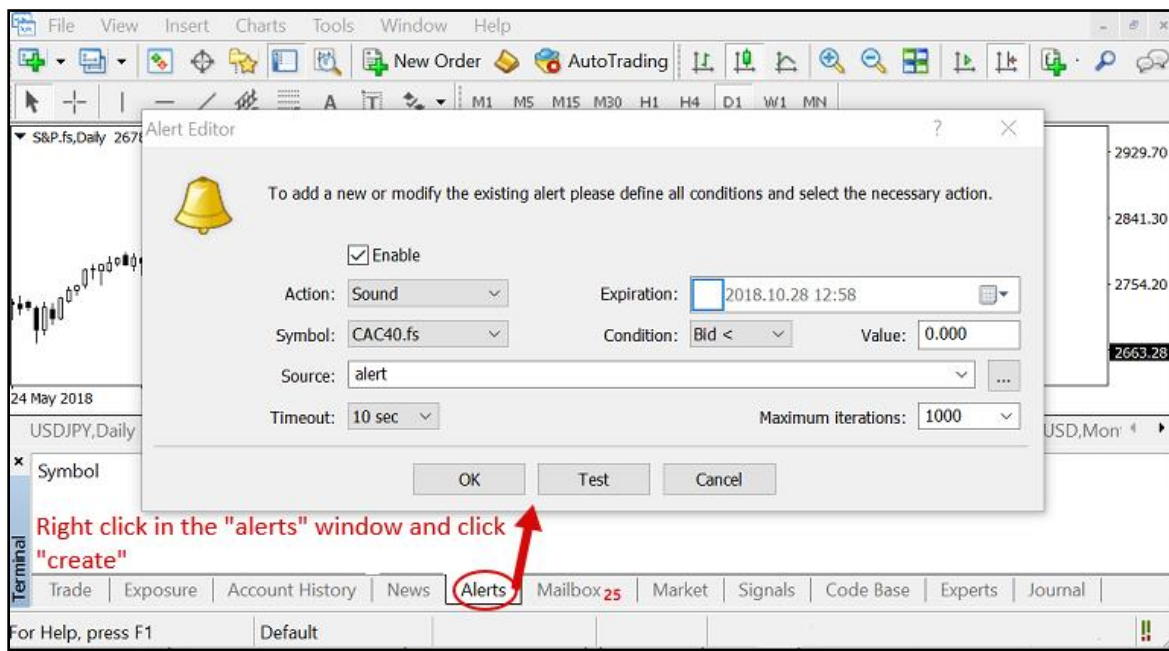 File View Insert Charts Tools Window Help
New Order AutoTrading
A T M1 M5 M15 M30 H1 H4 D1 W1 MN
Alert Editor ? ×
S&P.fs,Daily 2678
2929.70
To add a new or modify the existing alert please define all conditions and select the necessary action.
2841.30
Enable
Action: Sound Expiration: 2018.10.28 12:58
2754.20
Symbol: CAC40.fs Condition: Bid < Value: 0.000
2663.28
Source: alert ...
24 May 2018
Timeout: 10 sec Maximum iterations: 1000
USDJPY,Daily USD,Mon
Symbol
OK Test Cancel
Right click in the "alerts" window and click
"create"
Terminal
Trade Exposure Account History News Alerts Mailbox 25 Market Signals Code Base Experts Journal
For Help, press F1 Default